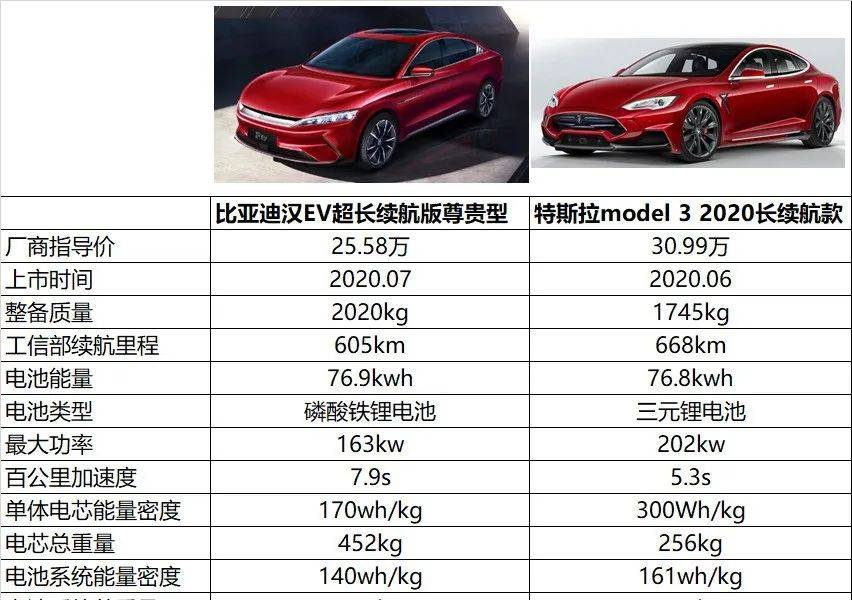 比亚迪汉EV超长续航版尊贵型 特斯拉model 3 2020长续航款
厂商指导价 25.58万 30.99万
上市时间 2020.07 2020.06
整备质量 2020kg 1745kg
工信部续航里程 605km 668km
电池能量 76.9kwh 76.8kwh
电池类型 磷酸铁锂电池 三元锂电池
最大功率 163kw 202kw
百公里加速度 7.9s 5.3s
单体电芯能量密度 170wh/kg 300Wh/kg
电芯总重量 452kg 256kg
电池系统能量密度 140wh/kg 161wh/kg